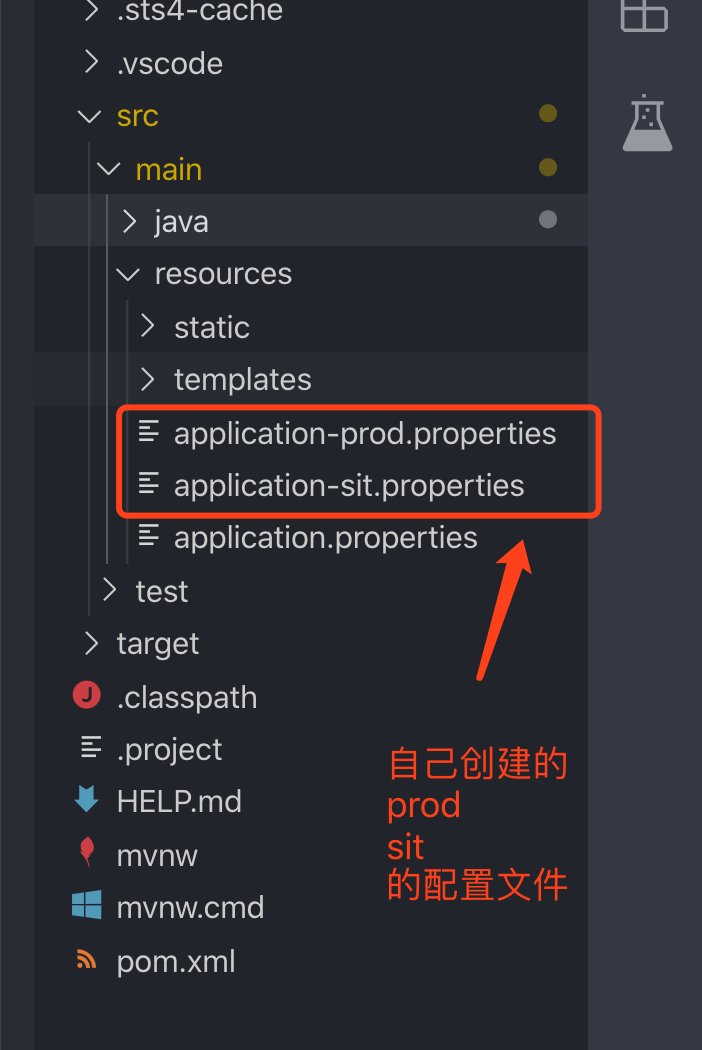 .sts4-cache
.vscode
src
main
java
resources
static
templates
application-prod.properties
application-sit.properties
application.properties
test
target
J .classpath
.project
HELP.md
mvnw
mvnw.cmd
pom.xml
自己创建的
prod
sit
的配置文件